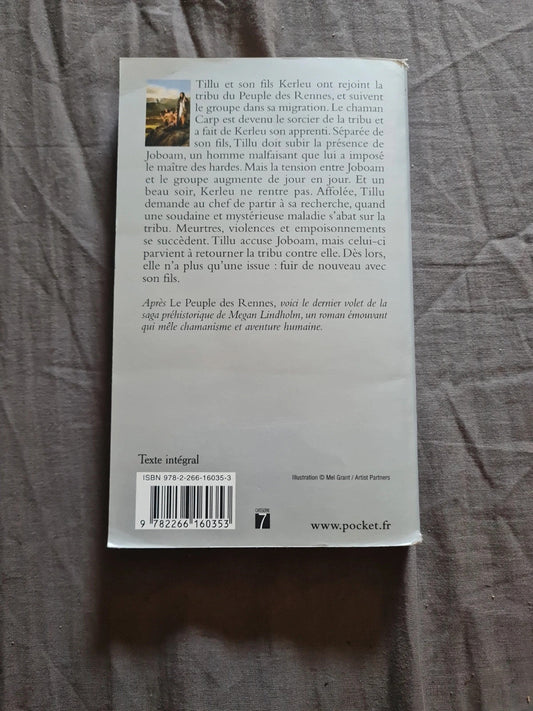 Tillu et son fils Kerleu ont rejoint la
tribu du Peuple des Rennes, et suivent
le groupe dans sa migration. Le chaman
Carp est devenu le sorcier de la tribu et
a fait de Kerleu son apprenti. Séparée de
son fils, Tillu doit subir la présence de
Joboam, un homme malfaisant que lui a imposé
le maître des hardes. Mais la tension entre Joboam
et le groupe augmente de jour en jour. Et un
beau soir, Kerleu ne rentre pas. Affolée, Tillu
demande au chef de partir à sa recherche, quand
une soudaine et mystérieuse maladie s'abat sur la
tribu. Meurtres, violences et empoisonnements
se succèdent. Tillu accuse Joboam, mais celui-ci
parvient à retourner la tribu contre elle. Dès lors,
elle n'a plus qu'une issue : fuir de nouveau avec
son fils.
Après Le Peuple des Rennes, voici le dernier volet de la
saga préhistorique de Megan Lindholm, un roman émouvant
qui mêle chamanisme et aventure humaine.
Texte intégral
ISBN 978-2-266-16035-3
Illustration © Mel Grant / Artist Partners
9 782266 160353
CATÉGORIE
7
www.pocket.fr